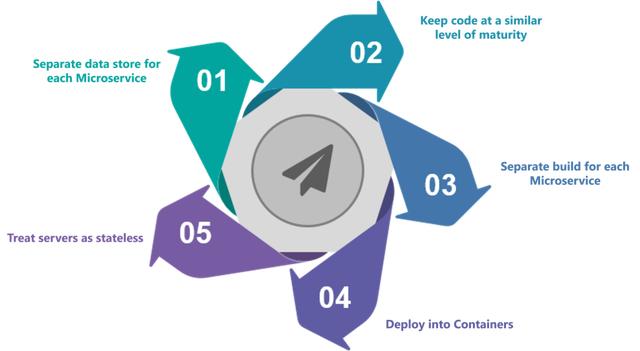 01
Separate data store for
each Microservice
02
Keep code at a similar
level of maturity
03
Separate build for each
Microservice
04
Deploy into Containers
05
Treat servers as stateless